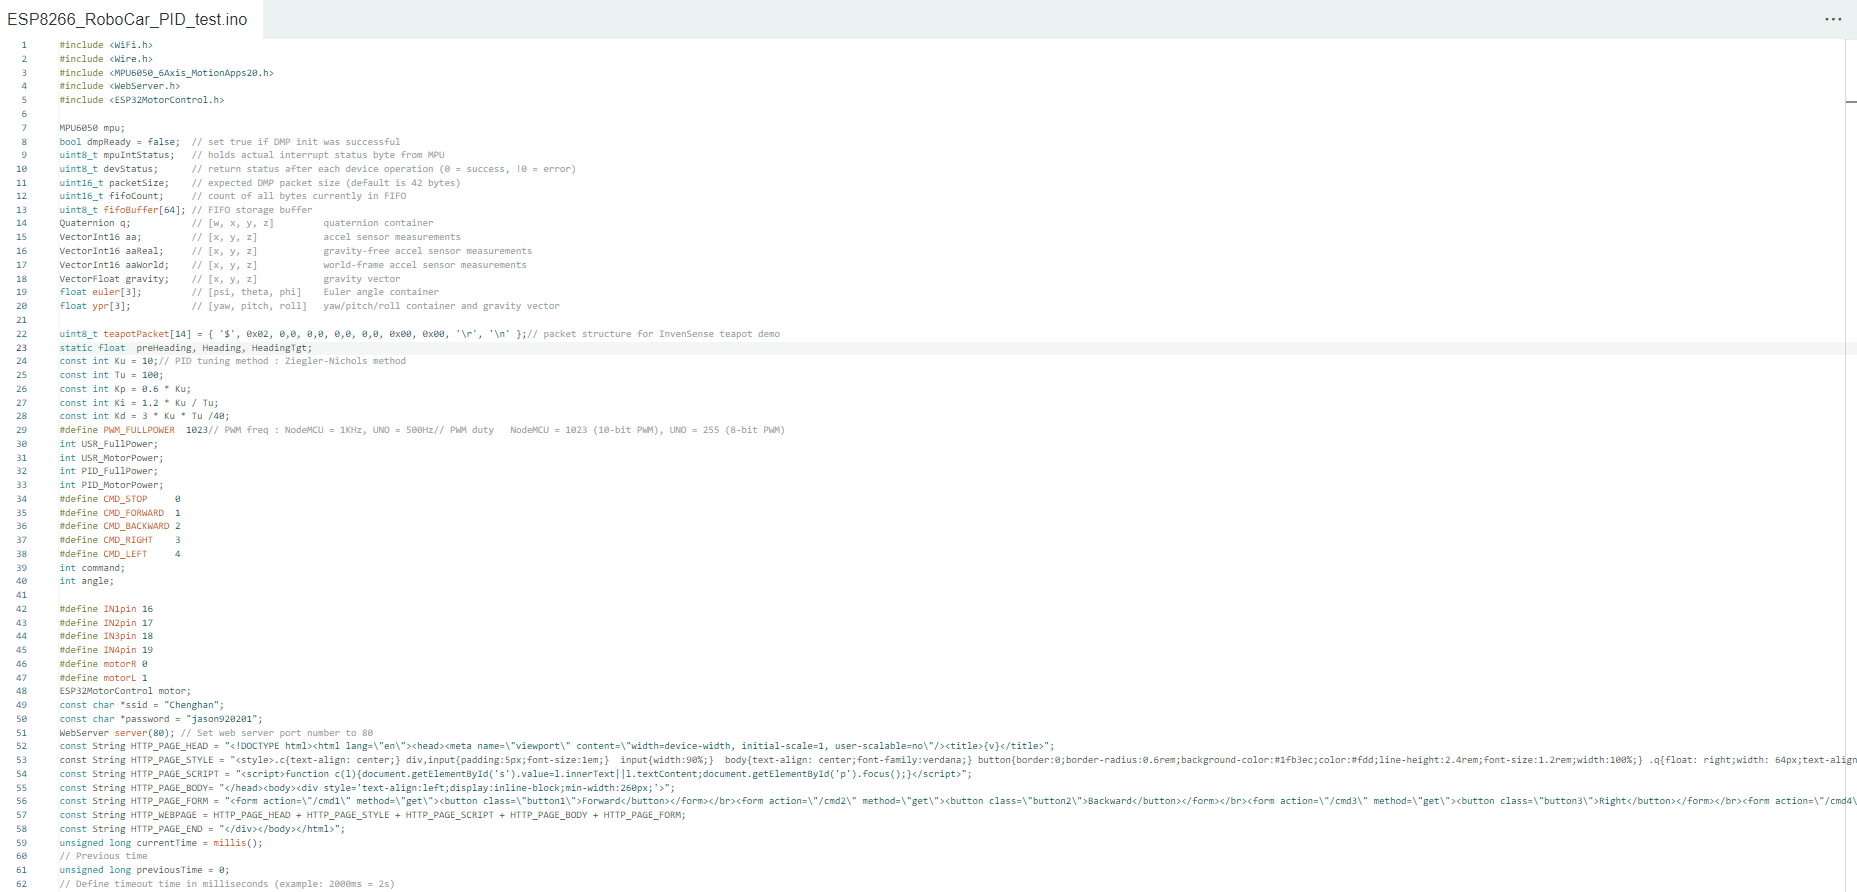 ESP8266_RoboCar_PID_test.ino
1 #include <WiFi.h>
2 #include <Wire.h>
3 #include <MPU6050_6Axis_MotionApps20.h>
4 #include <WebServer.h>
5 #include <ESP32MotorControl.h>
6
7 MPU6050 mpu;
8 bool dmpReady = false;  // set true if DMP init was successful
9 uint8_t mpuIntStatus;   // holds actual interrupt status byte from MPU
10 uint8_t devStatus;      // return status after each device operation (0 = success, !0 = error)
11 uint16_t packetSize;    // expected DMP packet size (default is 42 bytes)
12 uint16_t fifoCount;     // count of all bytes currently in FIFO
13 uint8_t fifoBuffer[64]; // FIFO storage buffer
14 Quaternion q;           // [w, x, y, z]         quaternion container
15 VectorInt16 aa;         // [x, y, z]            accel sensor measurements
16 VectorInt16 aaReal;     // [x, y, z]            gravity-free accel sensor measurements
17 VectorInt16 aaWorld;    // [x, y, z]            world-frame accel sensor measurements
18 VectorFloat gravity;    // [x, y, z]            gravity vector
19 float euler[3];         // [psi, theta, phi]    Euler angle container
20 float ypr[3];           // [yaw, pitch, roll]   yaw/pitch/roll container and gravity vector
21
22 uint8_t teapotPacket[14] = { '$', 0x02, 0,0, 0,0, 0,0, 0,0, 0x00, 0x00, '\r', '\n' };// packet structure for InvenSense teapot demo
23 static float  preHeading, Heading, HeadingTgt;
24 const int Ku = 10;// PID tuning method : Ziegler-Nichols method
25 const int Tu = 100;
26 const int Kp = 0.6 * Ku;
27 const int Ki = 1.2 * Ku / Tu;
28 const int Kd = 3 * Ku * Tu /40;
29 #define PWM_FULLPOWER  1023// PWM freq : NodeMCU = 1KHz, UNO = 500Hz// PWM duty   NodeMCU = 1023 (10-bit PWM), UNO = 255 (8-bit PWM)
30 int USR_FullPower;
31 int USR_MotorPower;
32 int PID_FullPower;
33 int PID_MotorPower;
34 #define CMD_STOP     0
35 #define CMD_FORWARD  1
36 #define CMD_BACKWARD 2
37 #define CMD_RIGHT    3
38 #define CMD_LEFT     4
39 int command;
40 int angle;
41
42 #define IN1pin 16
43 #define IN2pin 17
44 #define IN3pin 18
45 #define IN4pin 19
46 #define motorR 0
47 #define motorL 1
48 ESP32MotorControl motor;
49 const char *ssid = "Chenghan";
50 const char *password = "jason920201";
51 WebServer server(80); // Set web server port number to 80
52 const String HTTP_PAGE_HEAD = "<!DOCTYPE html><html lang=\"en\"><head><meta name=\"viewport\" content=\"width=device-width, initial-scale=1, user-scalable=no\"/><title>{v}</title>";
53 const String HTTP_PAGE_STYLE = "<style>.c{text-align: center;} div,input{padding:5px;font-size:1em;}  input{width:90%;}  body{text-align: center;font-family:verdana;} button{border:0;border-radius:0.6rem;background-color:#1fb3ec;color:#fdd;line-height:2.4rem;font-size:1.2rem;width:100%;} .q{float: right;width: 64px;text-align
54 const String HTTP_PAGE_SCRIPT = "<script>function c(l){document.getElementById('s').value=l.innerText||l.textContent;document.getElementById('p').focus();}</script>";
55 const String HTTP_PAGE_BODY= "</head><body><div style='text-align:left;display:inline-block;min-width:260px;'>";
56 const String HTTP_PAGE_FORM = "<form action=\"/cmd1\" method=\"get\"><button class=\"button1\">Forward</button></form></br><form action=\"/cmd2\" method=\"get\"><button class=\"button2\">Backward</button></form></br><form action=\"/cmd3\" method=\"get\"><button class=\"button3\">Right</button></form></br><form action=\"/cmd4\
57 const String HTTP_WEBPAGE = HTTP_PAGE_HEAD + HTTP_PAGE_STYLE + HTTP_PAGE_SCRIPT + HTTP_PAGE_BODY + HTTP_PAGE_FORM;
58 const String HTTP_PAGE_END = "</div></body></html>";
59 unsigned long currentTime = millis();
60 // Previous time
61 unsigned long previousTime = 0;
62 // Define timeout time in milliseconds (example: 2000ms = 2s)